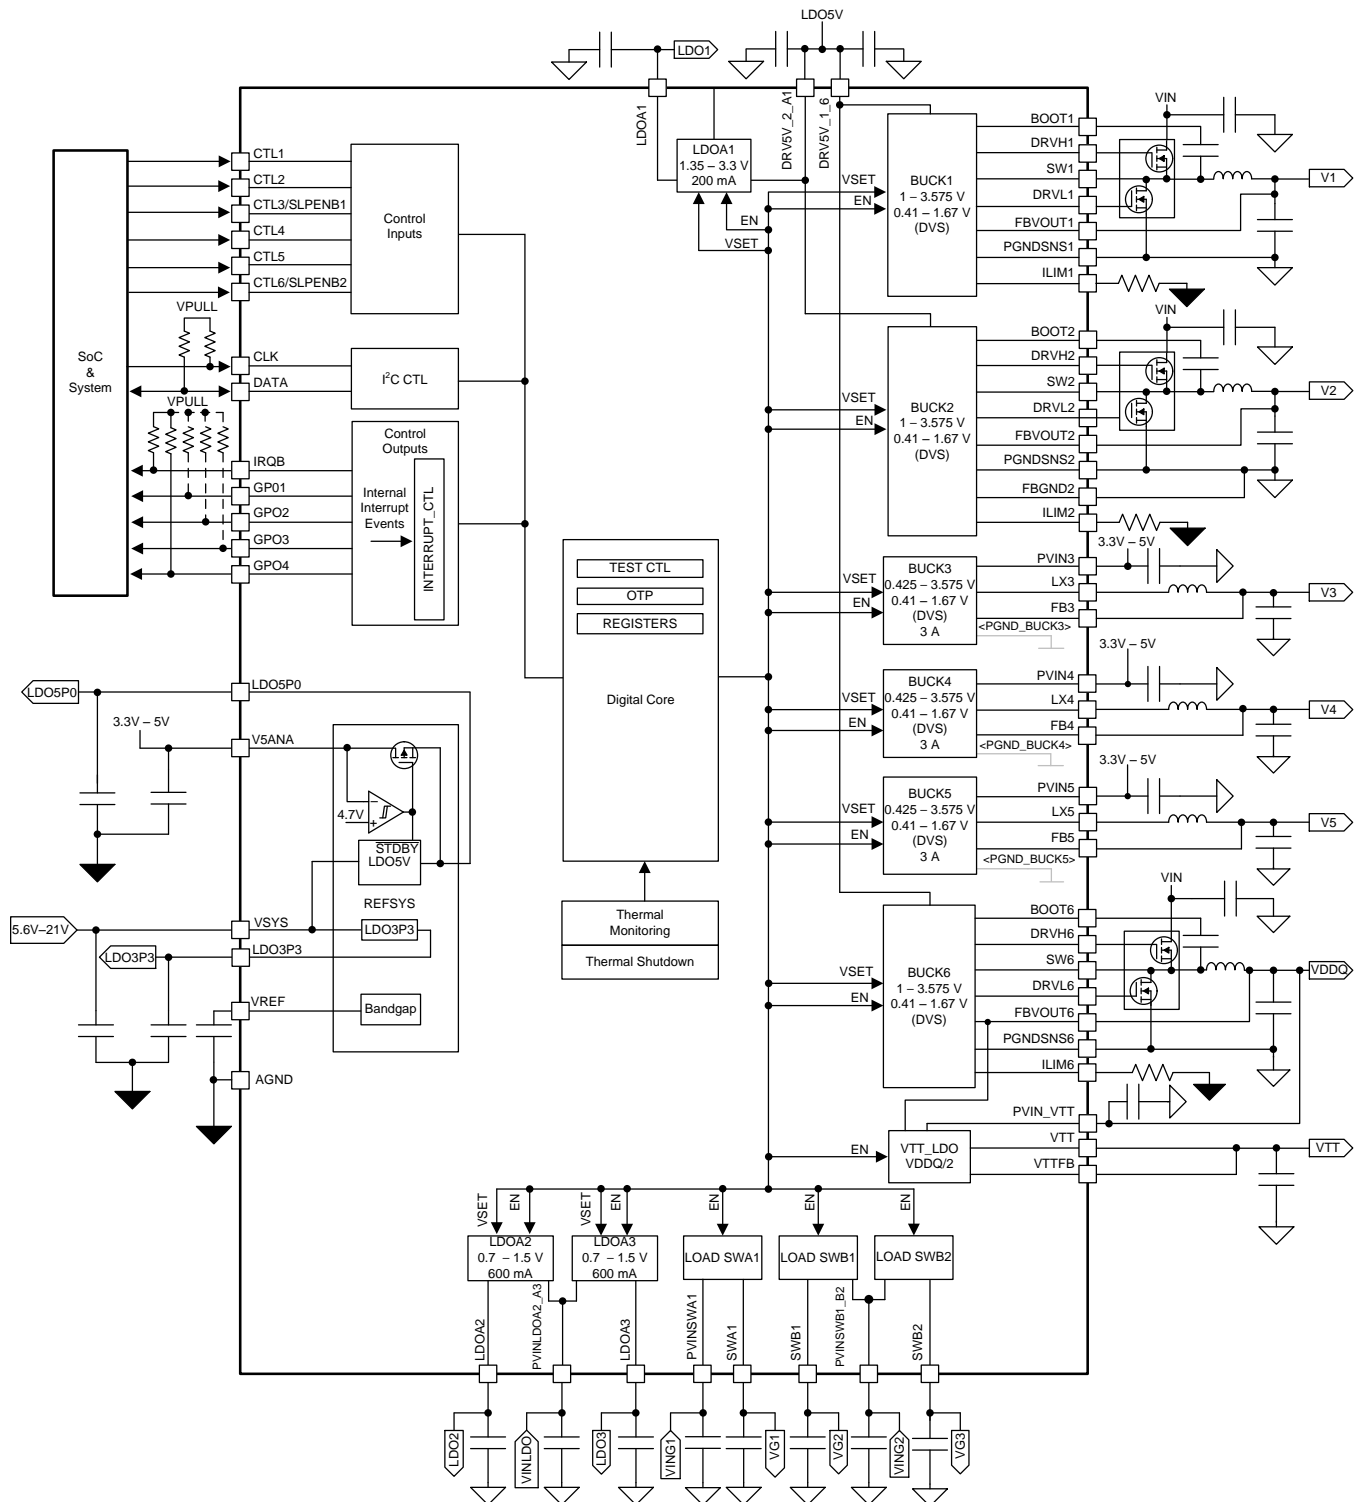 LDO5V
LDO1
LDOA1
DRV5V_2_A1
DRV5V_1_6
LDOA1
1.35 – 3.3 V
200 mA
EN
VSET
SoC
&
System
CTL1
CTL2
CTL3/SLPENB1
CTL4
CTL5
CTL6/SLPENB2
Control
Inputs
VPULL
CLK
DATA
I²C CTL
VPULL
IRQB
GP01
GPO2
GPO3
GPO4
Control
Outputs
Internal
Interrupt
Events
INTERRUPT_CTL
TEST CTL
OTP
REGISTERS
Digital Core
Thermal
Monitoring
Thermal Shutdown
LDO5P0
LDO5P0
3.3V – 5V
V5ANA
4.7V
STDBY
LDO5V
REFSYS
5.6V–21V
VSYS
LDO3P3
LDO3P3
LDO3P3
VREF
Bandgap
AGND
VSET
EN
BUCK1
1 – 3.575 V
0.41 – 1.67 V
(DVS)
BOOT1
DRVH1
SW1
DRVL1
FBVOUT1
PGNDSNS1
ILIM1
VIN
V1
VSET
EN
BUCK2
1 – 3.575 V
0.41 – 1.67 V
(DVS)
BOOT2
DRVH2
SW2
DRVL2
FBVOUT2
PGNDSNS2
FBGND2
ILIM2
VIN
V2
VSET
EN
BUCK3
0.425 – 3.575 V
0.41 – 1.67 V
(DVS)
3 A
PVIN3
LX3
FB3
<PGND_BUCK3>
3.3V – 5V
V3
VSET
EN
BUCK4
0.425 – 3.575 V
0.41 – 1.67 V
(DVS)
3 A
PVIN4
LX4
FB4
<PGND_BUCK4>
3.3V – 5V
V4
VSET
EN
BUCK5
0.425 – 3.575 V
0.41 – 1.67 V
(DVS)
3 A
PVIN5
LX5
FB5
<PGND_BUCK5>
3.3V – 5V
V5
VSET
EN
BUCK6
1 – 3.575 V
0.41 – 1.67 V
(DVS)
BOOT6
DRVH6
SW6
DRVL6
FBVOUT6
PGNDSNS6
ILIM6
VIN
VDDQ
EN
VTT_LDO
VDDQ/2
PVIN_VTT
VTT
VTTFB
VTT
VSET
EN
LDOA2
0.7 – 1.5 V
600 mA
VSET
EN
LDOA3
0.7 – 1.5 V
600 mA
EN
LOAD SWA1
EN
LOAD SWB1
EN
LOAD SWB2
LDOA2
PVINLDOA2_A3
LDOA3
PVINSWA1
SWA1
SWB1
PVINSWB1_B2
SWB2
LDO2
VINLDO
LDO3
VING1
VG1
VG2
VING2
VG3